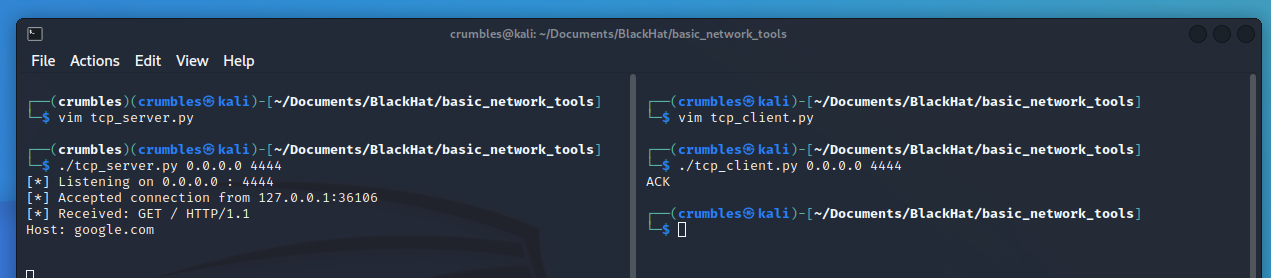 crumbles@kali: ~/Documents/BlackHat/basic_network_tools
File Actions Edit View Help
┌──(crumbles)(crumbles㉿kali)-[~/Documents/BlackHat/basic_network_tools]
└─$ vim tcp_server.py
┌──(crumbles)(crumbles㉿kali)-[~/Documents/BlackHat/basic_network_tools]
└─$ ./tcp_server.py 0.0.0.0 4444
[*] Listening on 0.0.0.0 : 4444
[*] Accepted connection from 127.0.0.1:36106
[*] Received: GET / HTTP/1.1
Host: google.com
┌──(crumbles㉿kali)-[~/Documents/BlackHat/basic_network_tools]
└─$ vim tcp_client.py
┌──(crumbles㉿kali)-[~/Documents/BlackHat/basic_network_tools]
└─$ ./tcp_client.py 0.0.0.0 4444
ACK
┌──(crumbles㉿kali)-[~/Documents/BlackHat/basic_network_tools]
└─$